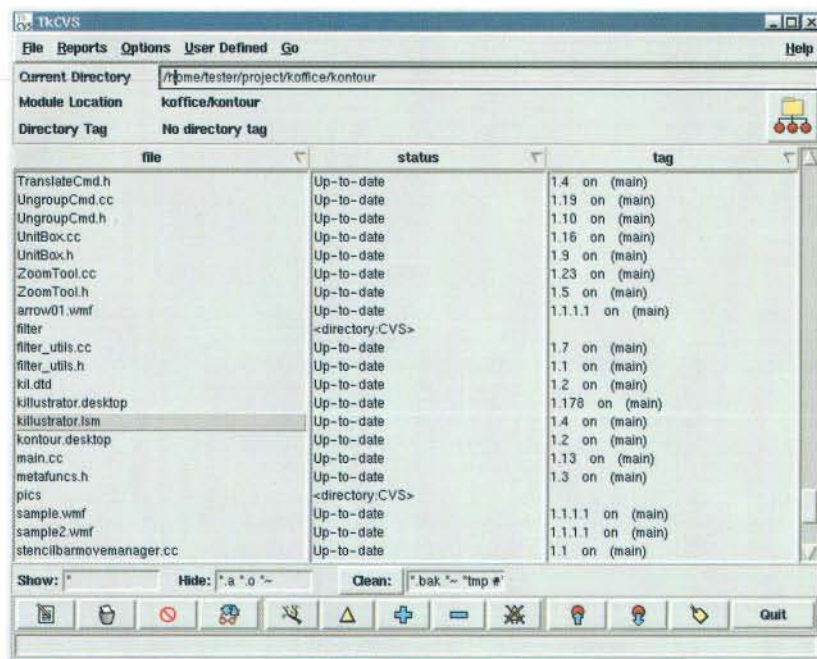 TkCVS
File Reports Options User Defined Go Help
Current Directory /home/tester/project/koffice/kontour
Module Location koffice/kontour
Directory Tag No directory tag
file status tag
TranslateCmd.h Up-to-date 1.4 on (main)
UngroupCmd.cc Up-to-date 1.19 on (main)
UngroupCmd.h Up-to-date 1.10 on (main)
UnitBox.cc Up-to-date 1.16 on (main)
UnitBox.h Up-to-date 1.9 on (main)
ZoomTool.cc Up-to-date 1.23 on (main)
ZoomTool.h Up-to-date 1.5 on (main)
arrow01.wmf Up-to-date 1.1.1.1 on (main)
filter <directory:CVS>
filter_utils.cc Up-to-date 1.7 on (main)
filter_utils.h Up-to-date 1.1 on (main)
kil.dtd Up-to-date 1.2 on (main)
killustrator.desktop Up-to-date 1.178 on (main)
killustrator.lsm Up-to-date 1.4 on (main)
kontour.desktop Up-to-date 1.2 on (main)
main.cc Up-to-date 1.13 on (main)
metafuncs.h Up-to-date 1.3 on (main)
pics <directory:CVS>
sample.wmf Up-to-date 1.1.1.1 on (main)
sample2.wmf Up-to-date 1.1.1.1 on (main)
stencilbarmovemanager.cc Up-to-date 1.1 on (main)
Show: * Hide: *.a *.o *~ Clean: *.bak *~ *tmp #*
Quit